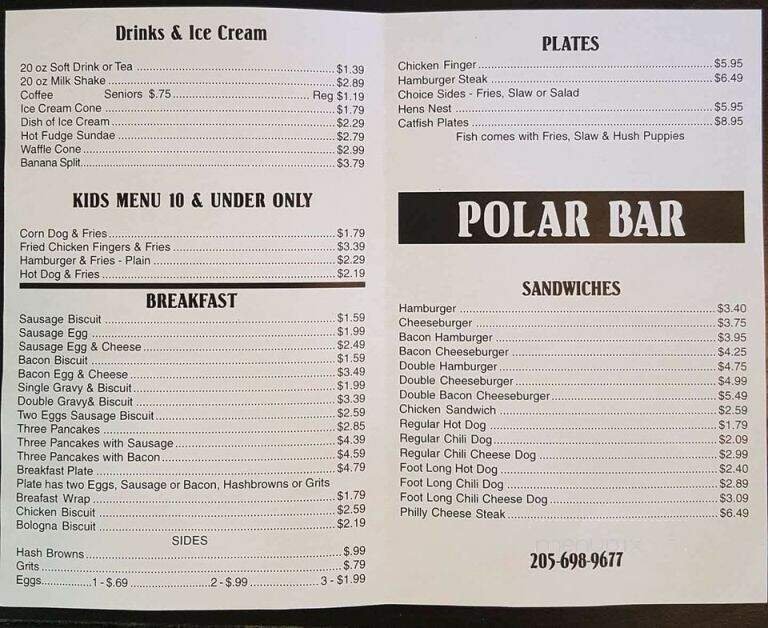 Drinks & Ice Cream
20 oz Soft Drink or Tea $1.39
20 oz Milk Shake $2.89
Coffee Seniors $.75 Reg $1.19
Ice Cream Cone $1.79
Dish of Ice Cream $2.29
Hot Fudge Sundae $2.79
Waffle Cone $2.99
Banana Split $3.79
KIDS MENU 10 & UNDER ONLY
Corn Dog & Fries $1.79
Fried Chicken Fingers & Fries $3.39
Hamburger & Fries - Plain $2.29
Hot Dog & Fries $2.19
BREAKFAST
Sausage Biscuit $1.59
Sausage Egg $1.99
Sausage Egg & Cheese $2.49
Bacon Biscuit $1.59
Bacon Egg & Cheese $3.49
Single Gravy & Biscuit $1.99
Double Gravy& Biscuit $3.39
Two Eggs Sausage Biscuit $2.59
Three Pancakes $2.85
Three Pancakes with Sausage $4.39
Three Pancakes with Bacon $4.59
Breakfast Plate $4.79
Plate has two Eggs, Sausage or Bacon, Hashbrowns or Grits
Breafast Wrap $1.79
Chicken Biscuit $2.59
Bologna Biscuit $2.19
SIDES
Hash Browns $.99
Grits $.79
Eggs 1 - $.69 2 - $.99 3 - $1.99
PLATES
Chicken Finger $5.95
Hamburger Steak $6.49
Choice Sides - Fries, Slaw or Salad
Hens Nest $5.95
Catfish Plates $8.95
Fish comes with Fries, Slaw & Hush Puppies
POLAR BAR
SANDWICHES
Hamburger $3.40
Cheeseburger $3.75
Bacon Hamburger $3.95
Bacon Cheeseburger $4.25
Double Hamburger $4.75
Double Cheeseburger $4.99
Double Bacon Cheeseburger $5.49
Chicken Sandwich $2.59
Regular Hot Dog $1.79
Regular Chili Dog $2.09
Regular Chili Cheese Dog $2.99
Foot Long Hot Dog $2.40
Foot Long Chili Dog $2.89
Foot Long Chili Cheese Dog $3.09
Philly Cheese Steak $6.49
205-698-9677